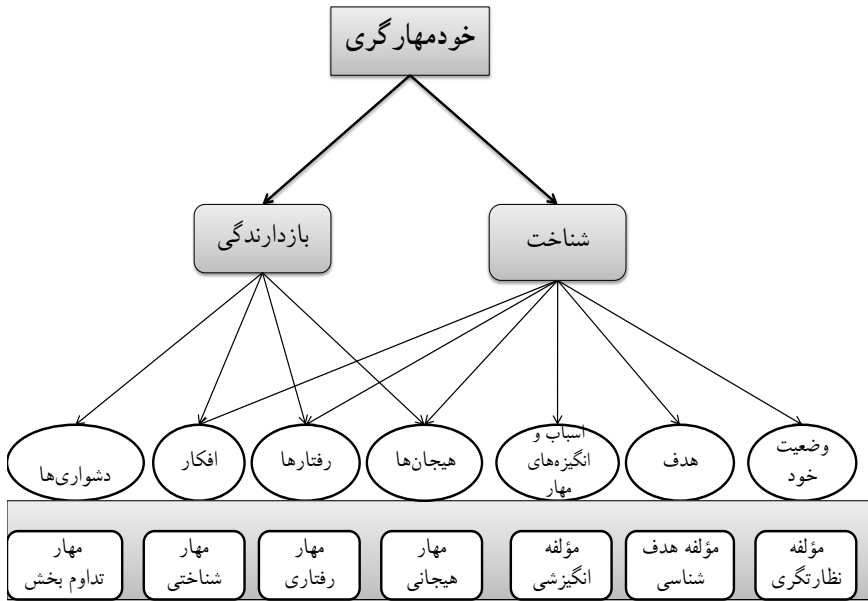 خودمهارگری
شناخت
بازدارندگی
وضعیت
خود
هدف
اسباب و
انگیزه‌های
مهار
هیجان‌ها
رفتارها
افکار
دشواری‌ها
مؤلفه
نظارتگری
مؤلفه هدف
شناسی
مؤلفه
انگیزشی
مهار
هیجانی
مهار
رفتاری
مهار
شناختی
مهار
تداوم بخش